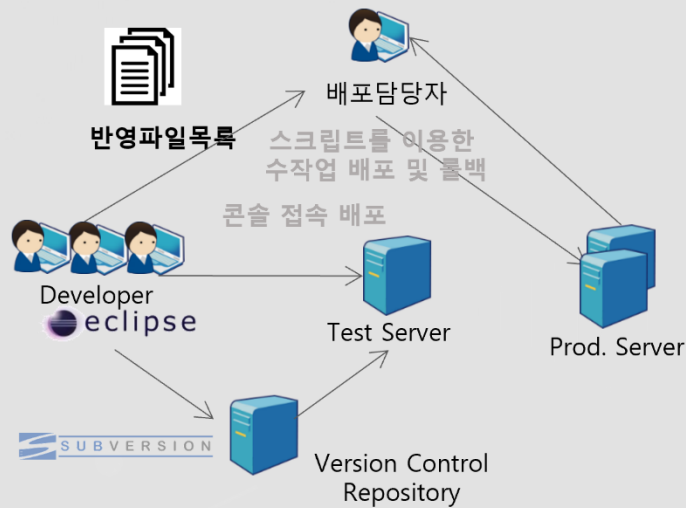 배포담당자
반영파일목록
스크립트를 이용한
수작업 배포 및 롤백
콘솔 접속 배포
Developer
eclipse
Test Server
Prod. Server
SUBVERSION
Version Control
Repository